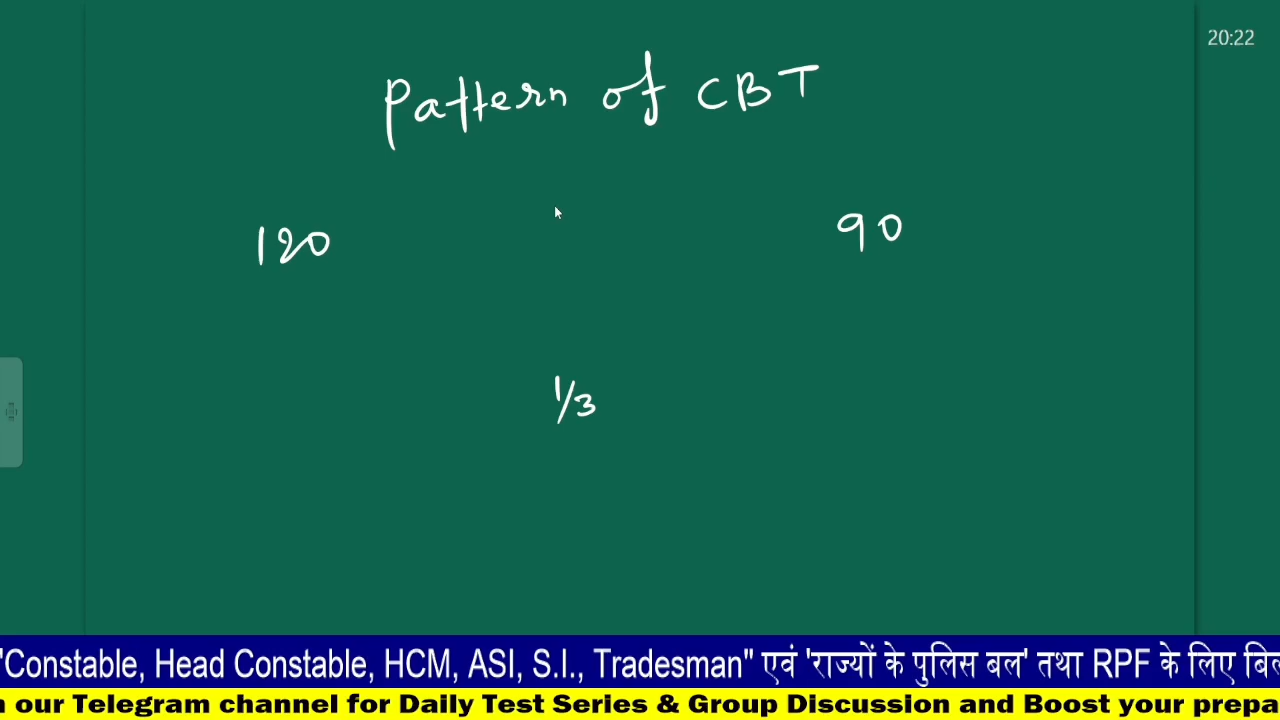 20:22
Pattern of CBT
120 90
1/3
"Constable, Head Constable, HCM, ASI, S.I., Tradesman" एवं 'राज्यों के पुलिस बल' तथा RPF के लिए
our Telegram channel for Daily Test Series & Group Discussion and Boost your